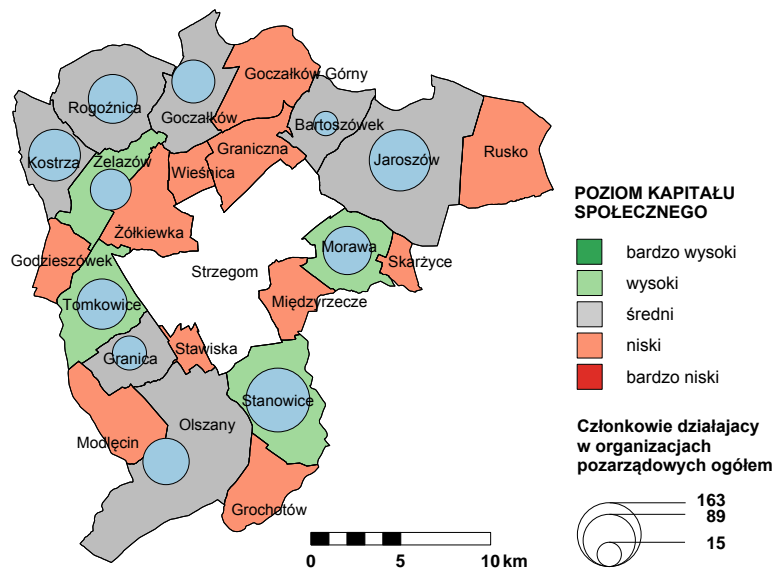 Goczałków Górny
Rogoźnica
Goczałków
Bartoszówek
Kostrza
Żelazów
Wieśnica
Graniczna
Jaroszów
Rusko
Żółkiewka
Godzieszówek
Morawa
Skarżyce
Strzegom
Tomkowice
Międzyrzecze
Granica
Stawiska
Stanowice
Olszany
Modlęcin
Grochotów
POZIOM KAPITAŁU
SPOŁECZNEGO
bardzo wysoki
wysoki
średni
niski
bardzo niski
Członkowie działajacy
w organizacjach
pozarządowych ogółem
163
89
15
0 5 10 km